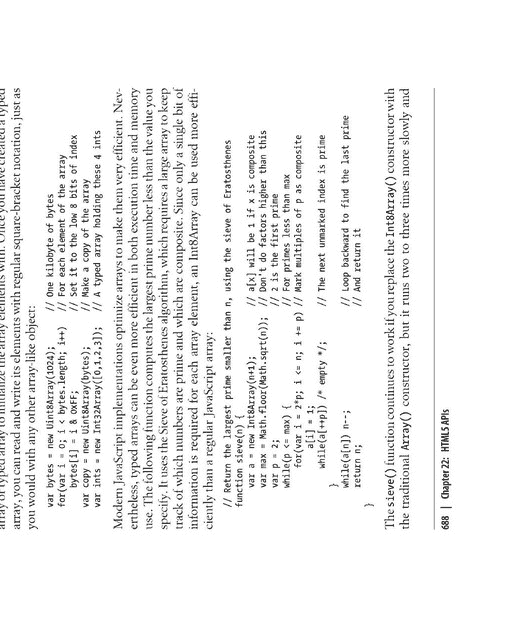 array or typed array to initialize the array elements with. Once you have created a typed
array, you can read and write its elements with regular square-bracket notation, just as
you would with any other array-like object:
var bytes = new Uint8Array(1024); // One kilobyte of bytes
for(var i = 0; i < bytes.length; i++) // For each element of the array
bytes[i] = i & 0xFF; // Set it to the low 8 bits of index
var copy = new Uint8Array(bytes); // Make a copy of the array
var ints = new Int32Array([0,1,2,3]); // A typed array holding these 4 ints
Modern JavaScript implementations optimize arrays to make them very efficient. Nev-
ertheless, typed arrays can be even more efficient in both execution time and memory
use. The following function computes the largest prime number less than the value you
specify. It uses the Sieve of Eratosthenes algorithm, which requires a large array to keep
track of which numbers are prime and which are composite. Since only a single bit of
information is required for each array element, an Int8Array can be used more effi-
ciently than a regular JavaScript array:
// Return the largest prime smaller than n, using the sieve of Eratosthenes
function sieve(n) {
var a = new Int8Array(n+1); // a[x] will be 1 if x is composite
var max = Math.floor(Math.sqrt(n)); // Don't do factors higher than this
var p = 2; // 2 is the first prime
while(p <= max) { // For primes less than max
for(var i = 2*p; i <= n; i += p) // Mark multiples of p as composite
a[i] = 1;
while(a[++p]) /* empty */; // The next unmarked index is prime
}
while(a[n]) n--; // Loop backward to find the last prime
return n; // And return it
}
The sieve() function continues to work if you replace the Int8Array() constructor with
the traditional Array() constructor, but it runs two to three times more slowly and
688 | Chapter 22: HTML5 APIs